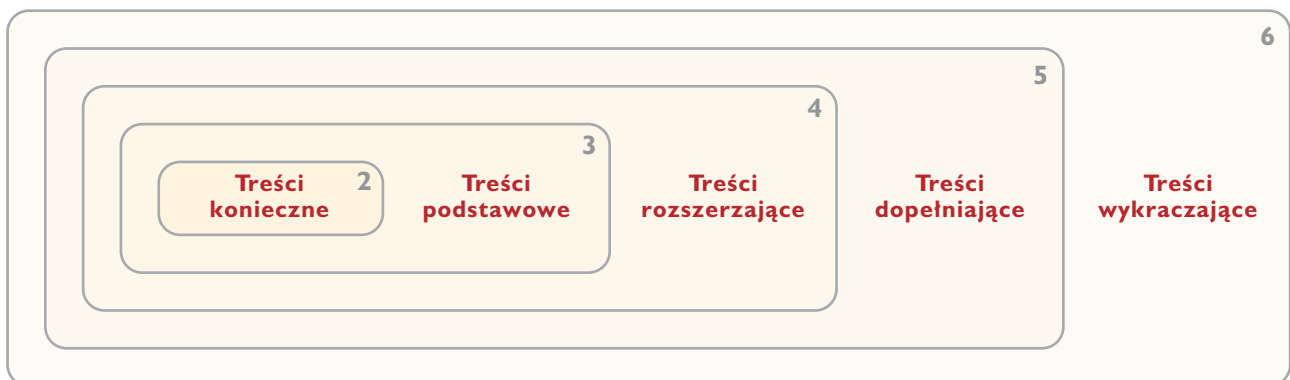 6
5
4
3
2
Treści
konieczne
Treści
podstawowe
Treści
rozszerzające
Treści
dopełniające
Treści
wykraczające